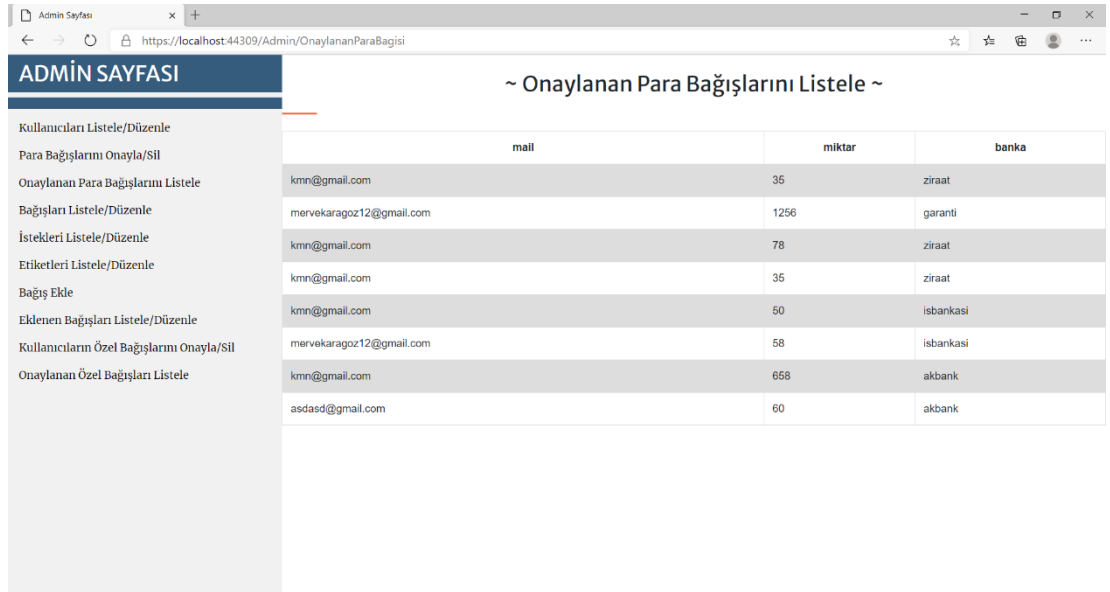 Admin Sayfası
https://localhost:44309/Admin/OnaylananParaBagisi
ADMİN SAYFASI
Kullanıcıları Listele/Düzenle
Para Bağışlarını Onayla/Sil
Onaylanan Para Bağışlarını Listele
Bağışları Listele/Düzenle
İstekleri Listele/Düzenle
Etiketleri Listele/Düzenle
Bağış Ekle
Eklenen Bağışları Listele/Düzenle
Kullanıcıların Özel Bağışlarını Onayla/Sil
Onaylanan Özel Bağışları Listele
~ Onaylanan Para Bağışlarını Listele ~
mail miktar banka
kmn@gmail.com 35 ziraat
mervekaragoz12@gmail.com 1256 garanti
kmn@gmail.com 78 ziraat
kmn@gmail.com 35 ziraat
kmn@gmail.com 50 isbankasi
mervekaragoz12@gmail.com 58 isbankasi
kmn@gmail.com 658 akbank
asdasd@gmail.com 60 akbank